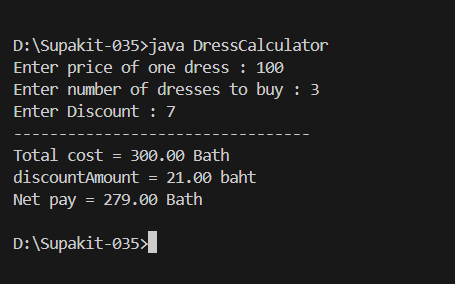 D:\Supakit-035>java DressCalculator
Enter price of one dress : 100
Enter number of dresses to buy : 3
Enter Discount : 7
---------------------------------
Total cost = 300.00 Bath
discountAmount = 21.00 baht
Net pay = 279.00 Bath
D:\Supakit-035>